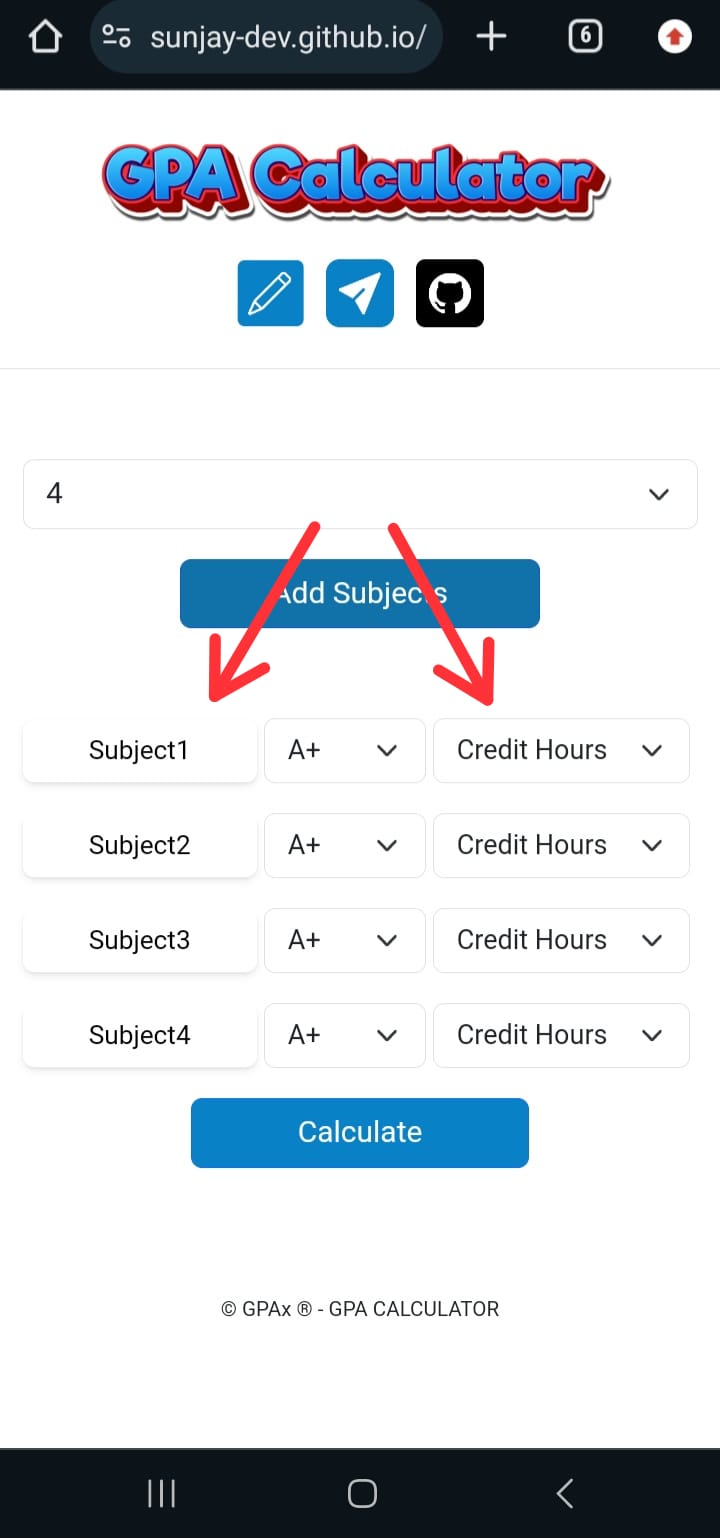 sunjay-dev.github.io/
6
GPA Calculator
4
Add Subjects
Subject1 A+ Credit Hours
Subject2 A+ Credit Hours
Subject3 A+ Credit Hours
Subject4 A+ Credit Hours
Calculate
© GPAx ® - GPA CALCULATOR